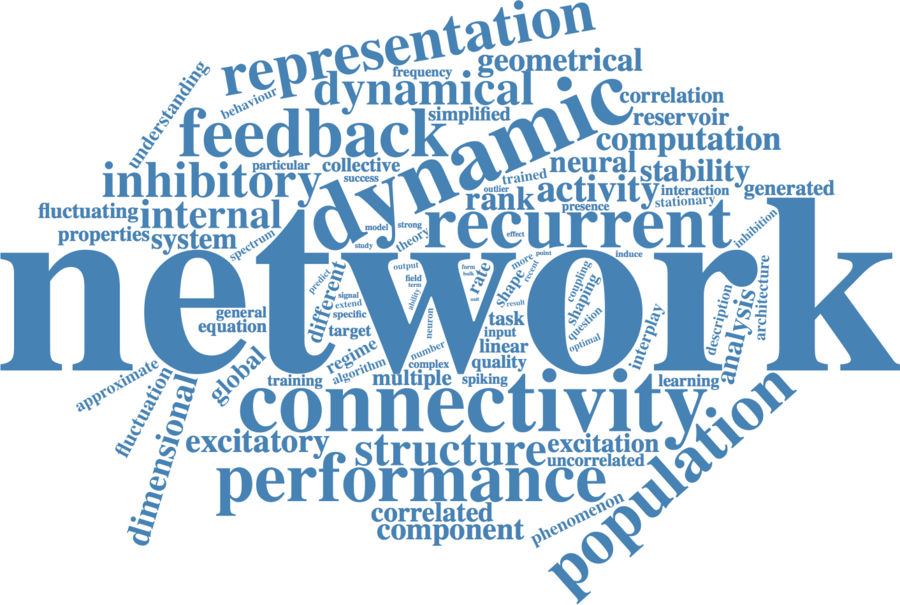 representation
frequency
geometrical
understanding
behaviour
dynamical
simplified
dynamic
correlation
reservoir
feedback
computation
particular
collective
success
trained
neural
stability
inhibitory
outlier
rank
activity
interaction
generated
presence
stationary
fluctuating
internal
model
strong
recurrent
effect
inhibition
properties
system
spectrum
study
theory
network
induce
point
more
recent
output
form
bulk
rate
coupling
predict
different
field
term
ability
shape
shaping
architecture
signal
extend
specific
unit
result
question
optimal
interplay
description
analysis
general
equation
target
neuron
task
input
linear
quality
regime
algorithm
number
complex
global
approximate
training
multiple
spiking
learning
fluctuation
dimensional
connectivity
population
excitatory
structure
excitation
uncorrelated
performance
correlated
component
phenomenon